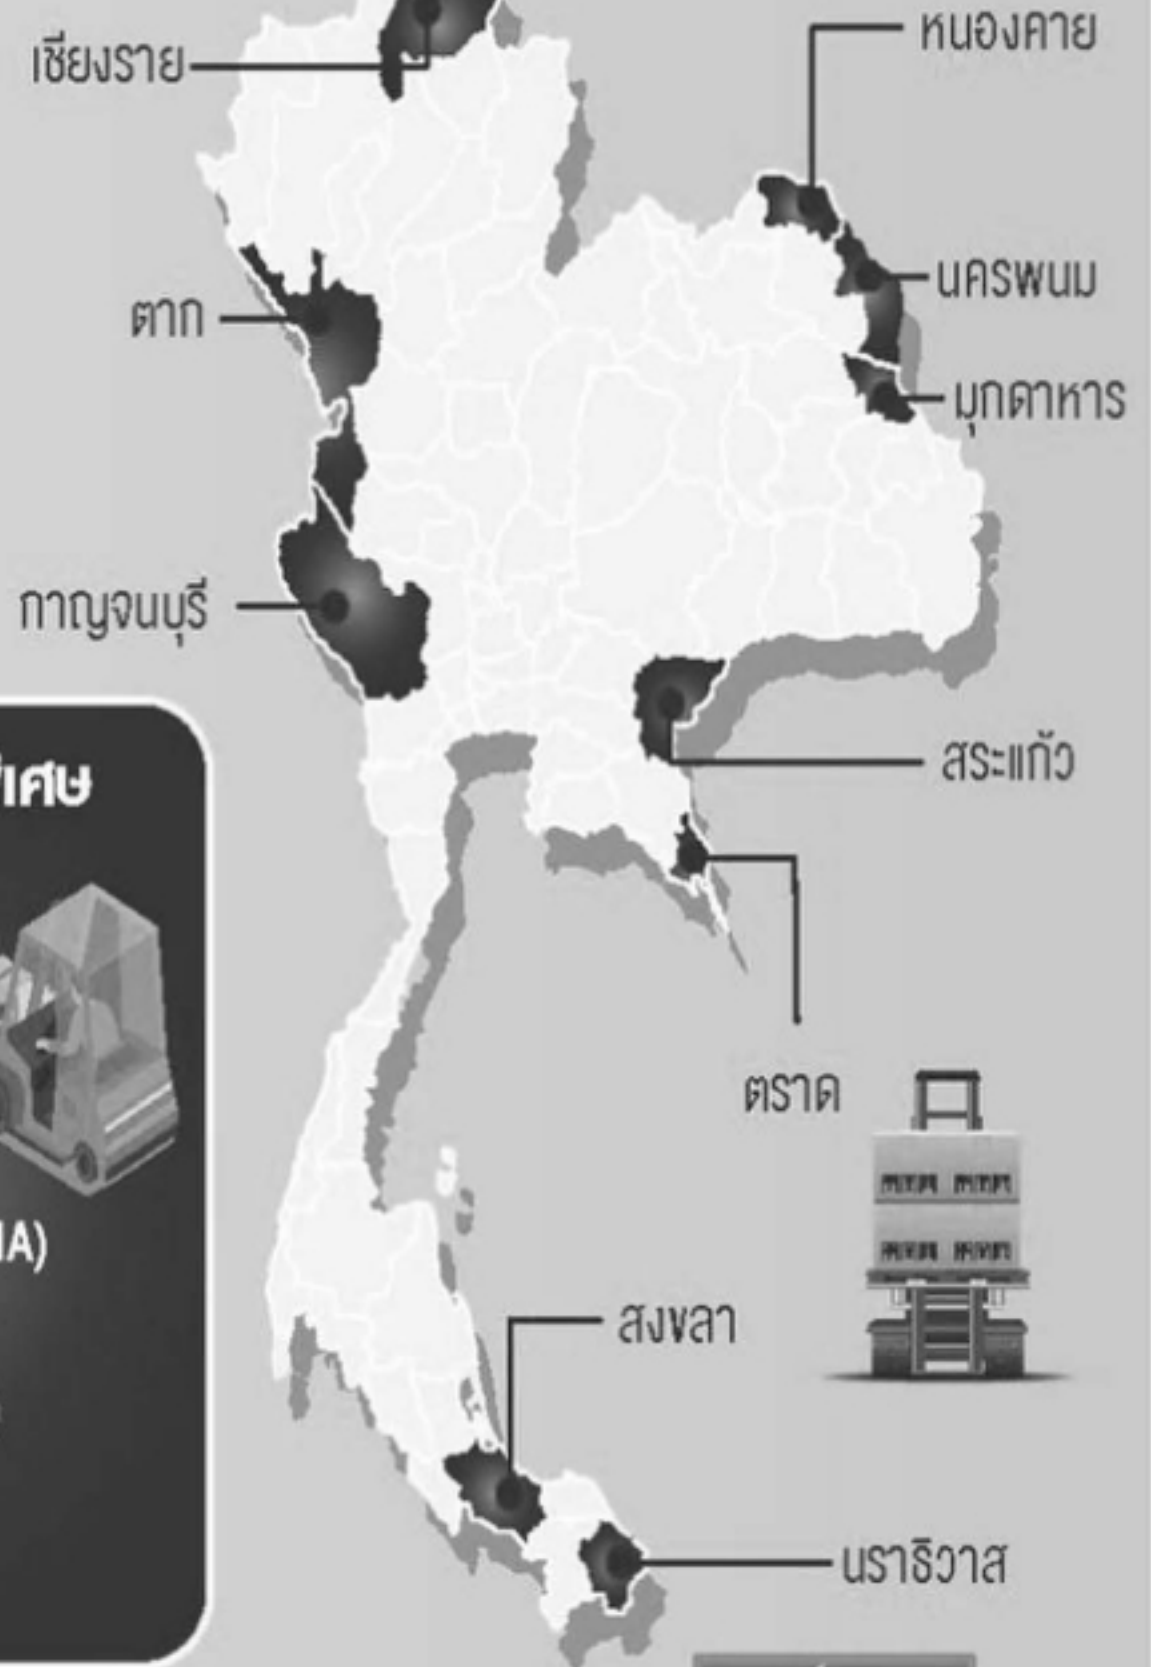 เชียงราย
หนองคาย
นครพนม
ตาก
มุกดาหาร
กาญจนบุรี
สระแก้ว
ตราด
สงขลา
นราธิวาส